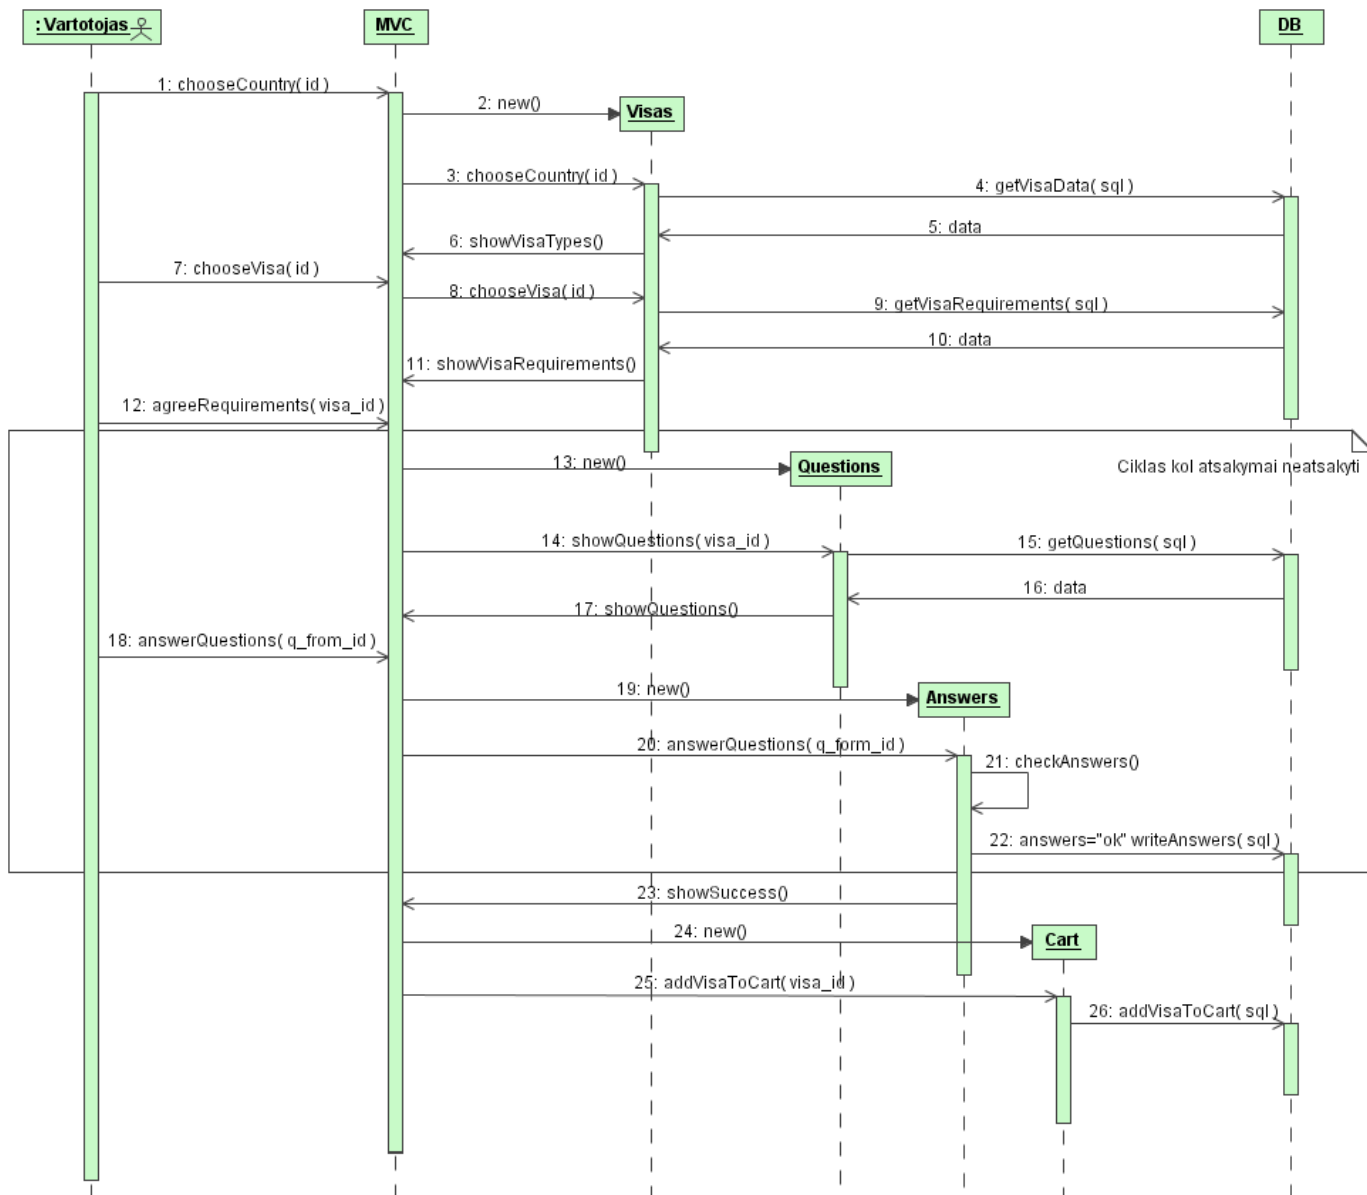 : Vartotojas
MVC
DB
1: chooseCountry( id )
2: new()
Visas
3: chooseCountry( id )
4: getVisaData( sql )
5: data
6: showVisaTypes()
7: chooseVisa( id )
8: chooseVisa( id )
9: getVisaRequirements( sql )
10: data
11: showVisaRequirements()
12: agreeRequirements( visa_id )
13: new()
Questions
Ciklas kol atsakymai neatsakyti
14: showQuestions( visa_id )
15: getQuestions( sql )
16: data
17: showQuestions()
18: answerQuestions( q_from_id )
19: new()
Answers
20: answerQuestions( q_form_id )
21: checkAnswers()
22: answers="ok" writeAnswers( sql )
23: showSuccess()
24: new()
Cart
25: addVisaToCart( visa_id )
26: addVisaToCart( sql )